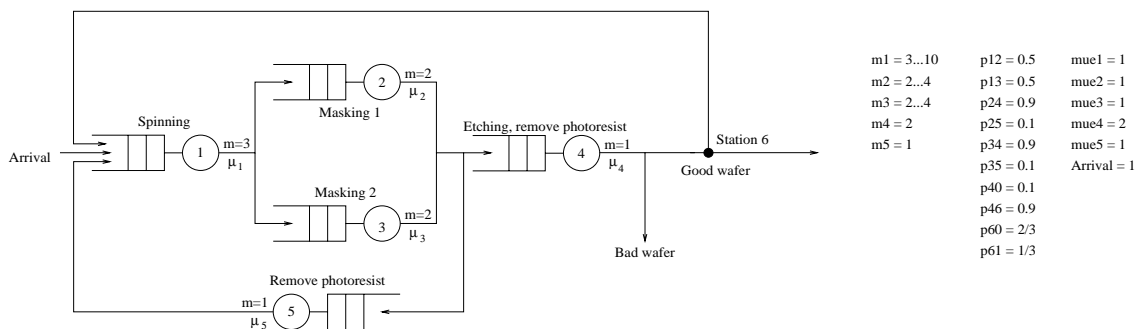 Arrival
Spinning
1
m=3
μ1
2
m=2
μ2
Masking 1
Masking 2
3
m=2
μ3
Etching, remove photoresist
4
m=1
μ4
Station 6
Good wafer
Bad wafer
Remove photoresist
m=1
μ5
5
m1 = 3...10
m2 = 2...4
m3 = 2...4
m4 = 2
m5 = 1
p12 = 0.5
p13 = 0.5
p24 = 0.9
p25 = 0.1
p34 = 0.9
p35 = 0.1
p40 = 0.1
p46 = 0.9
p60 = 2/3
p61 = 1/3
mue1 = 1
mue2 = 1
mue3 = 1
mue4 = 2
mue5 = 1
Arrival = 1